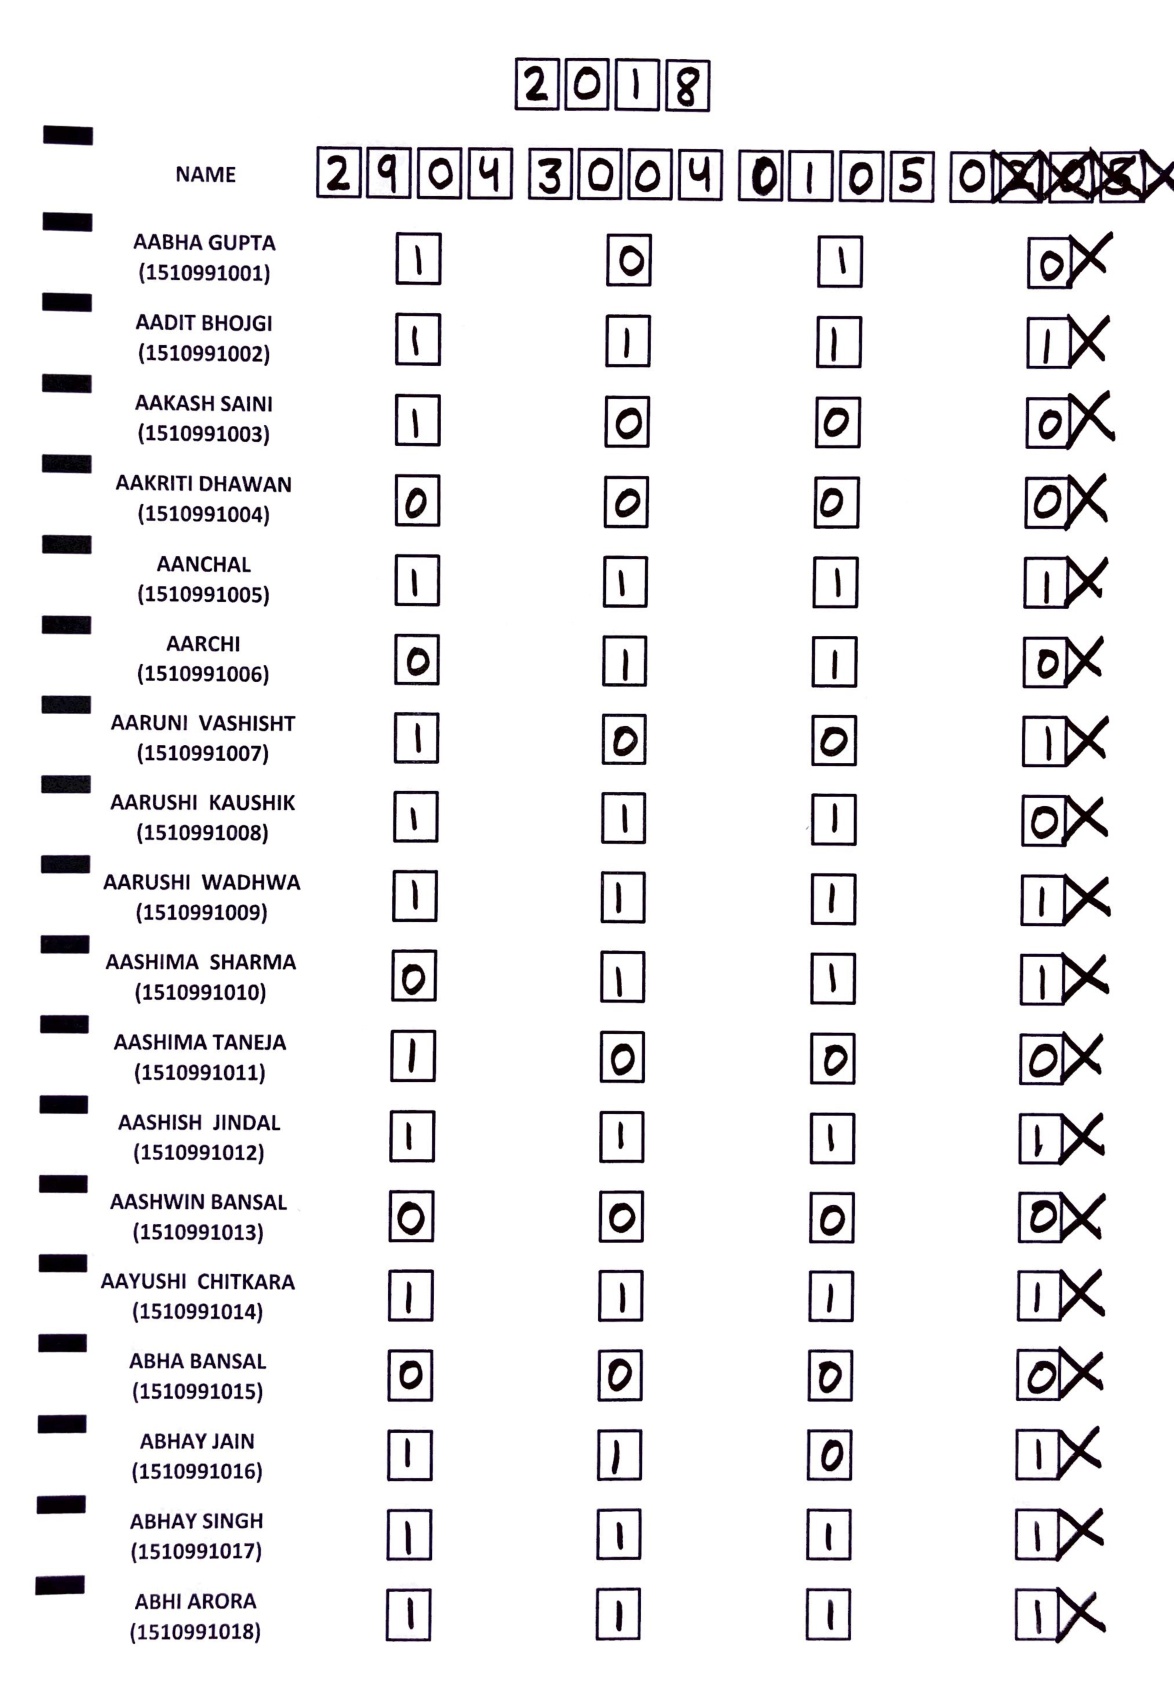 2018
NAME 2904 3004 0105 0
AABHA GUPTA
(1510991001) 1 0 1 0
AADIT BHOJGI
(1510991002) 1 1 1 1
AAKASH SAINI
(1510991003) 1 0 0 0
AAKRITI DHAWAN
(1510991004) 0 0 0 0
AANCHAL
(1510991005) 1 1 1 1
AARCHI
(1510991006) 0 1 1 0
AARUNI VASHISHT
(1510991007) 1 0 0 1
AARUSHI KAUSHIK
(1510991008) 1 1 1 0
AARUSHI WADHWA
(1510991009) 1 1 1 1
AASHIMA SHARMA
(1510991010) 0 1 1 1
AASHIMA TANEJA
(1510991011) 1 0 0 0
AASHISH JINDAL
(1510991012) 1 1 1 1
AASHWIN BANSAL
(1510991013) 0 0 0 0
AAYUSHI CHITKARA
(1510991014) 1 1 1 1
ABHA BANSAL
(1510991015) 0 0 0 0
ABHAY JAIN
(1510991016) 1 1 0 1
ABHAY SINGH
(1510991017) 1 1 1 1
ABHI ARORA
(1510991018) 1 1 1 1